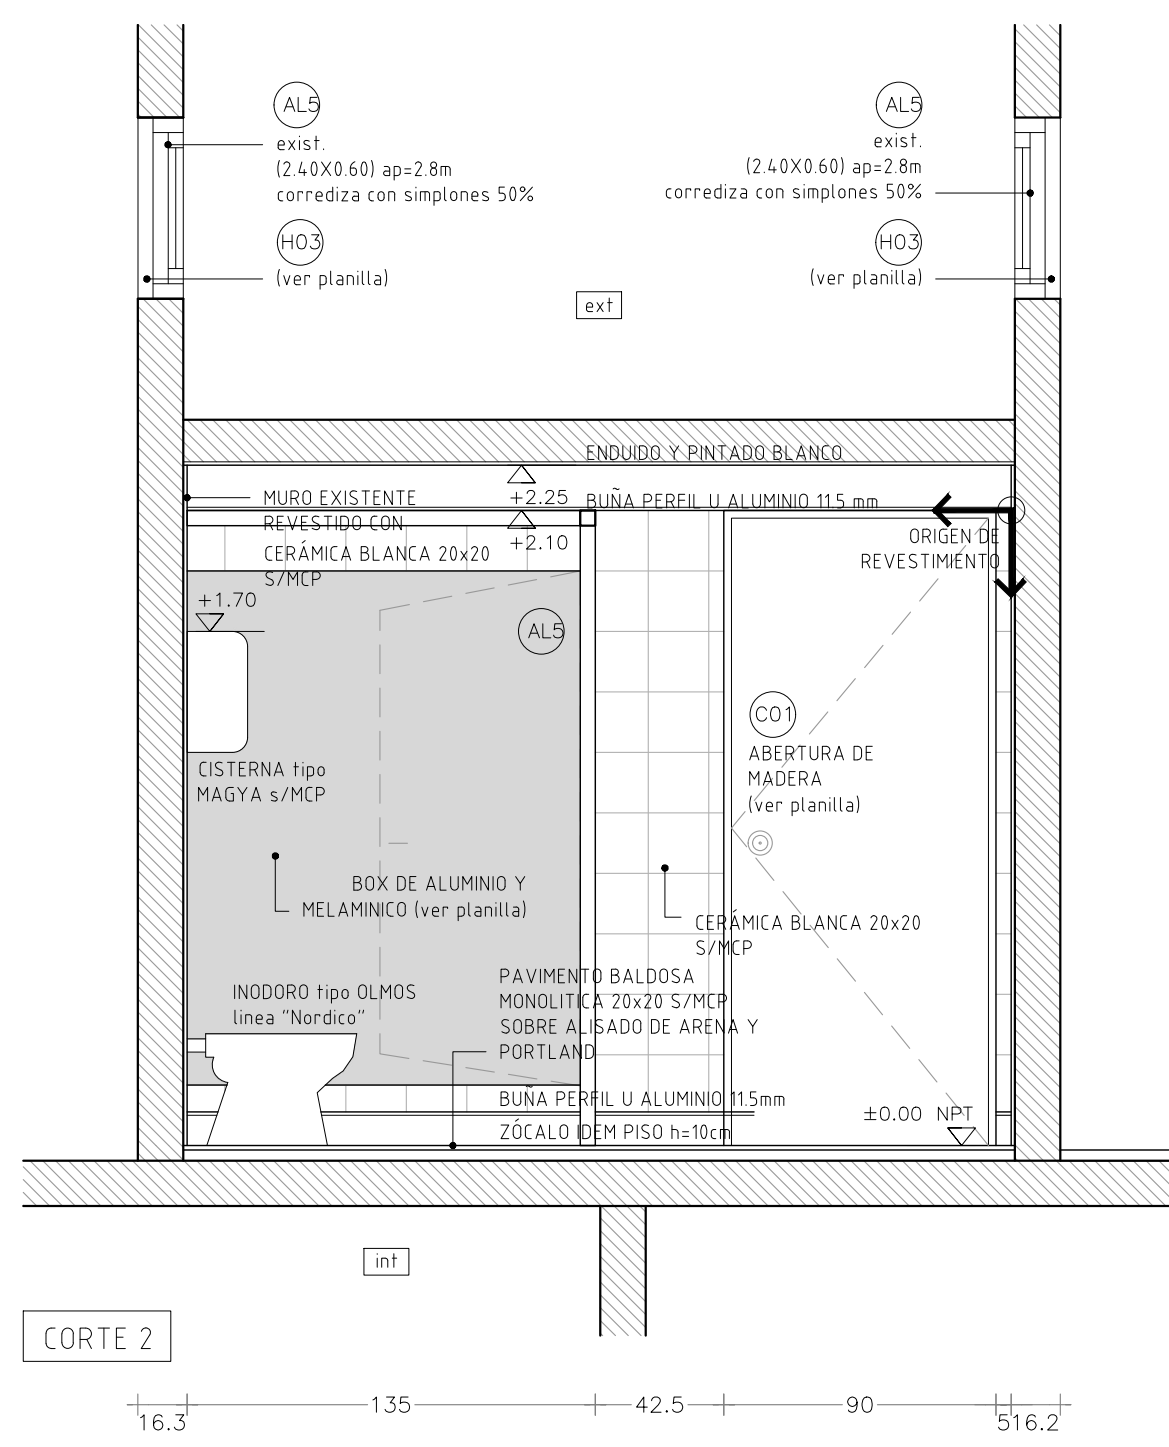 AL5
exist.
(2.40X0.60) ap=2.8m
corrediza con simplones 50%
H03
(ver planilla)
AL5
exist.
(2.40X0.60) ap=2.8m
corrediza con simplones 50%
H03
(ver planilla)
ext
ENDUIDO Y PINTADO BLANCO
+2.25
BUÑA PERFIL U ALUMINIO 11.5 mm
MURO EXISTENTE
REVESTIDO CON
CERÁMICA BLANCA 20x20
S/MCP
+2.10
ORIGEN DE
REVESTIMIENTO
+1.70
AL5
C01
ABERTURA DE
MADERA
(ver planilla)
CISTERNA tipo
MAGYA s/MCP
BOX DE ALUMINIO Y
MELAMINICO (ver planilla)
CERÁMICA BLANCA 20x20
S/MCP
INODORO tipo OLMOS
linea "Nordico"
PAVIMENTO BALDOSA
MONOLITICA 20x20 S/MCP
SOBRE ALISADO DE ARENA Y
PORTLAND
BUÑA PERFIL U ALUMINIO 11.5mm
ZÓCALO IDEM PISO h=10cm
±0.00 NPT
int
CORTE 2
16.3
135
42.5
90
5
16.2